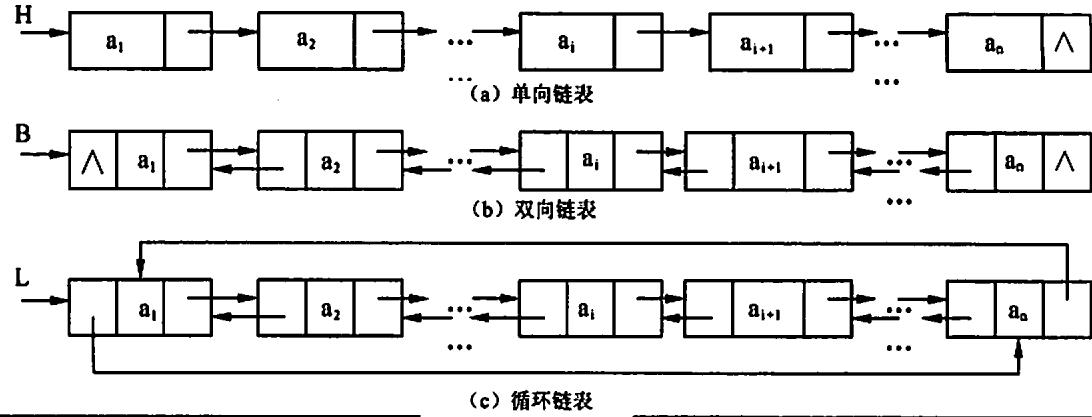 H
a₁ a₂ ... aᵢ aᵢ₊₁ ... aₙ ∧
... ...
(a) 单向链表
B
∧ a₁ a₂ ... aᵢ aᵢ₊₁ ... aₙ ∧
... ...
(b) 双向链表
L
a₁ a₂ ... aᵢ aᵢ₊₁ ... aₙ
... ...
(c) 循环链表